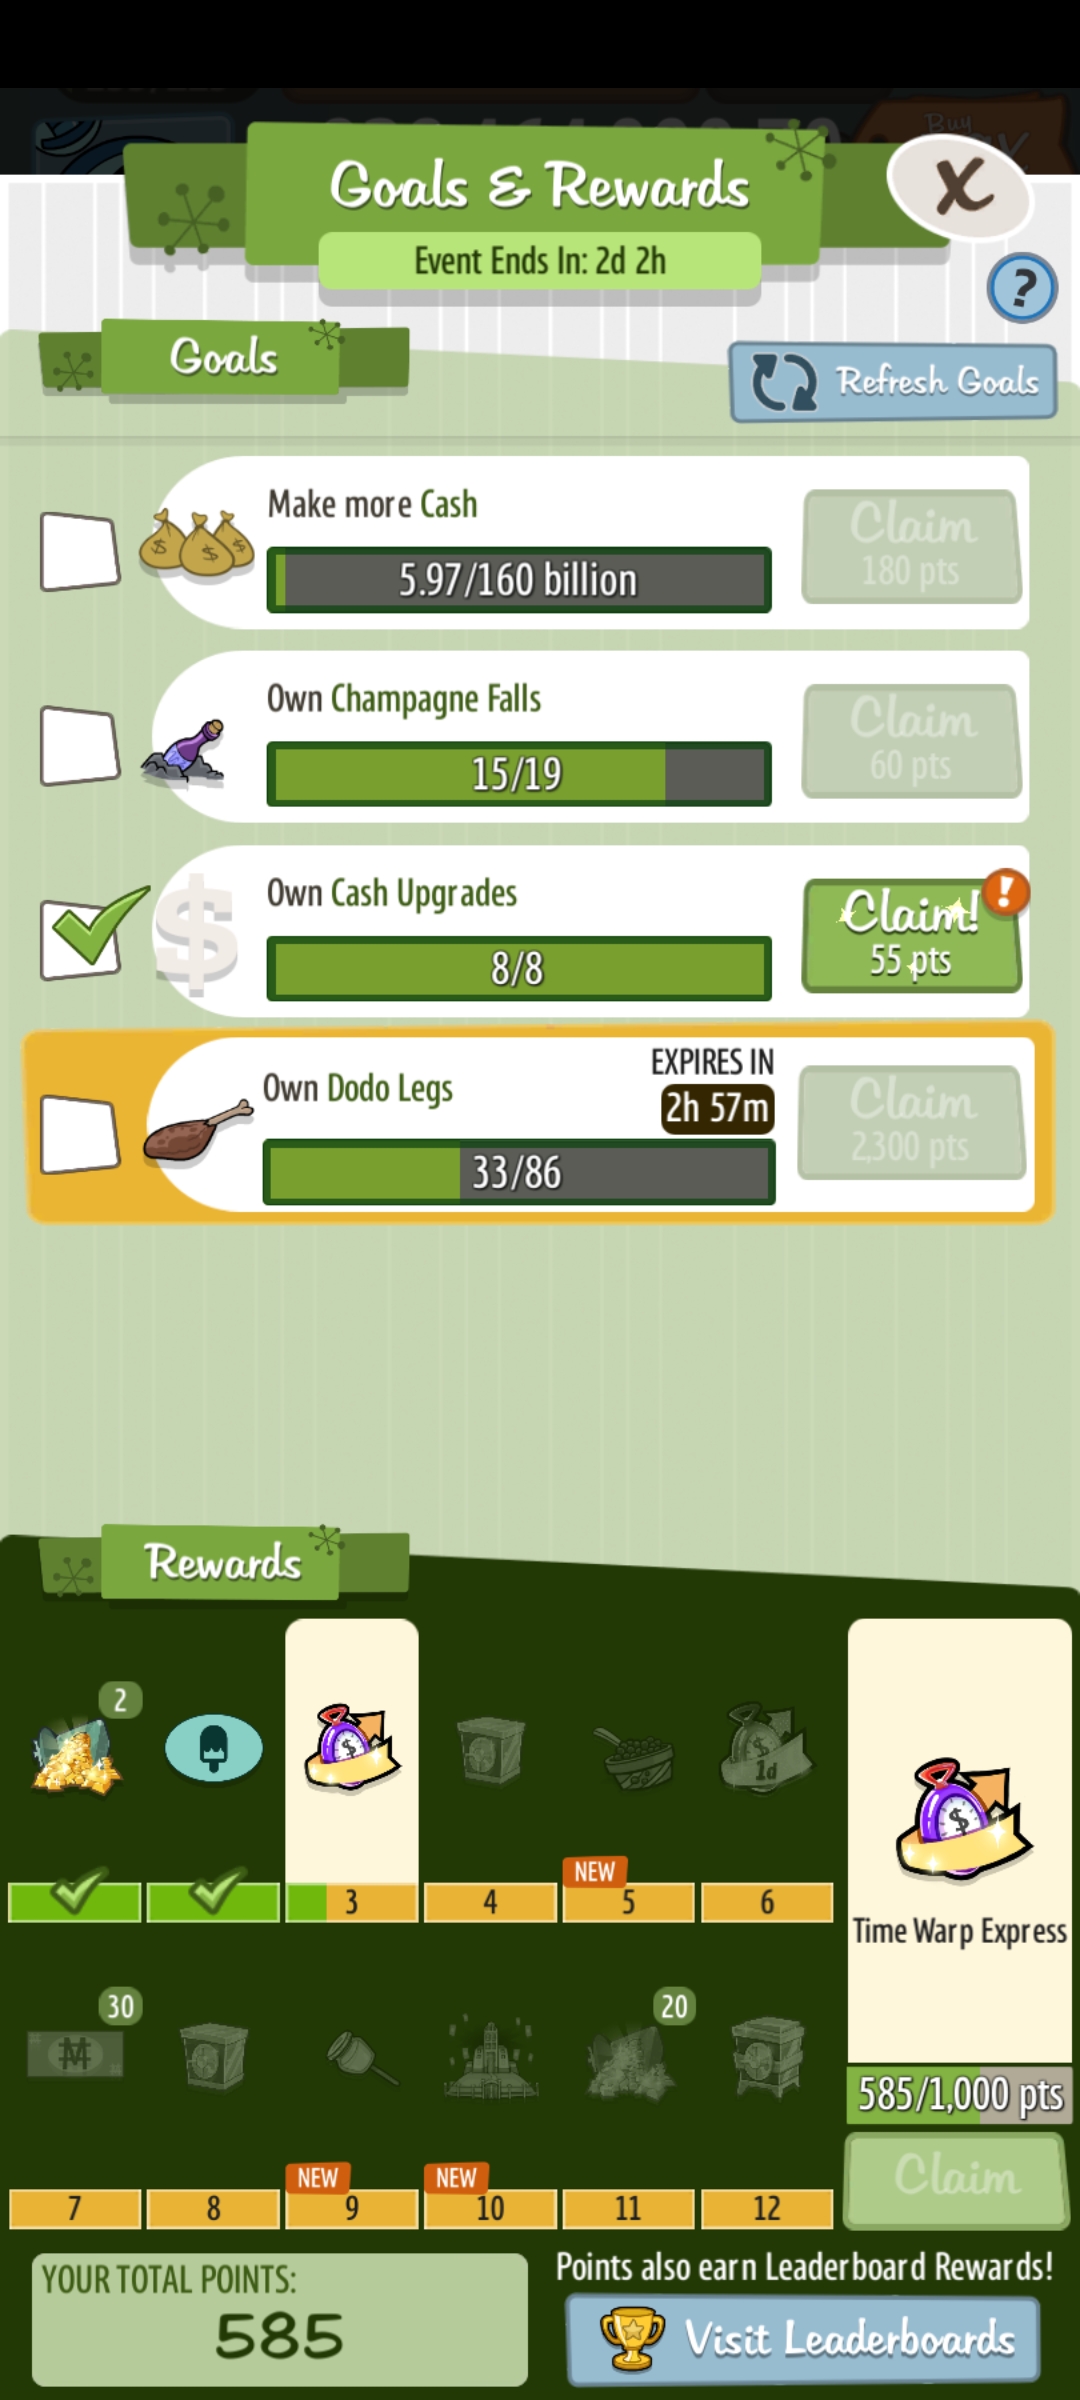 Buy
Goals & Rewards
X
Event Ends In: 2d 2h
?
Goals
Refresh Goals
Make more Cash
5.97/160 billion
Claim
180 pts
Own Champagne Falls
15/19
Claim
60 pts
Own Cash Upgrades
8/8
Claim!
55 pts
!
Own Dodo Legs
EXPIRES IN
2h 57m
33/86
Claim
2,300 pts
Rewards
2
1d
3
4
NEW
5
6
Time Warp Express
30
20
585/1,000 pts
7
8
NEW
9
NEW
10
11
12
Claim
YOUR TOTAL POINTS:
585
Points also earn Leaderboard Rewards!
Visit Leaderboards